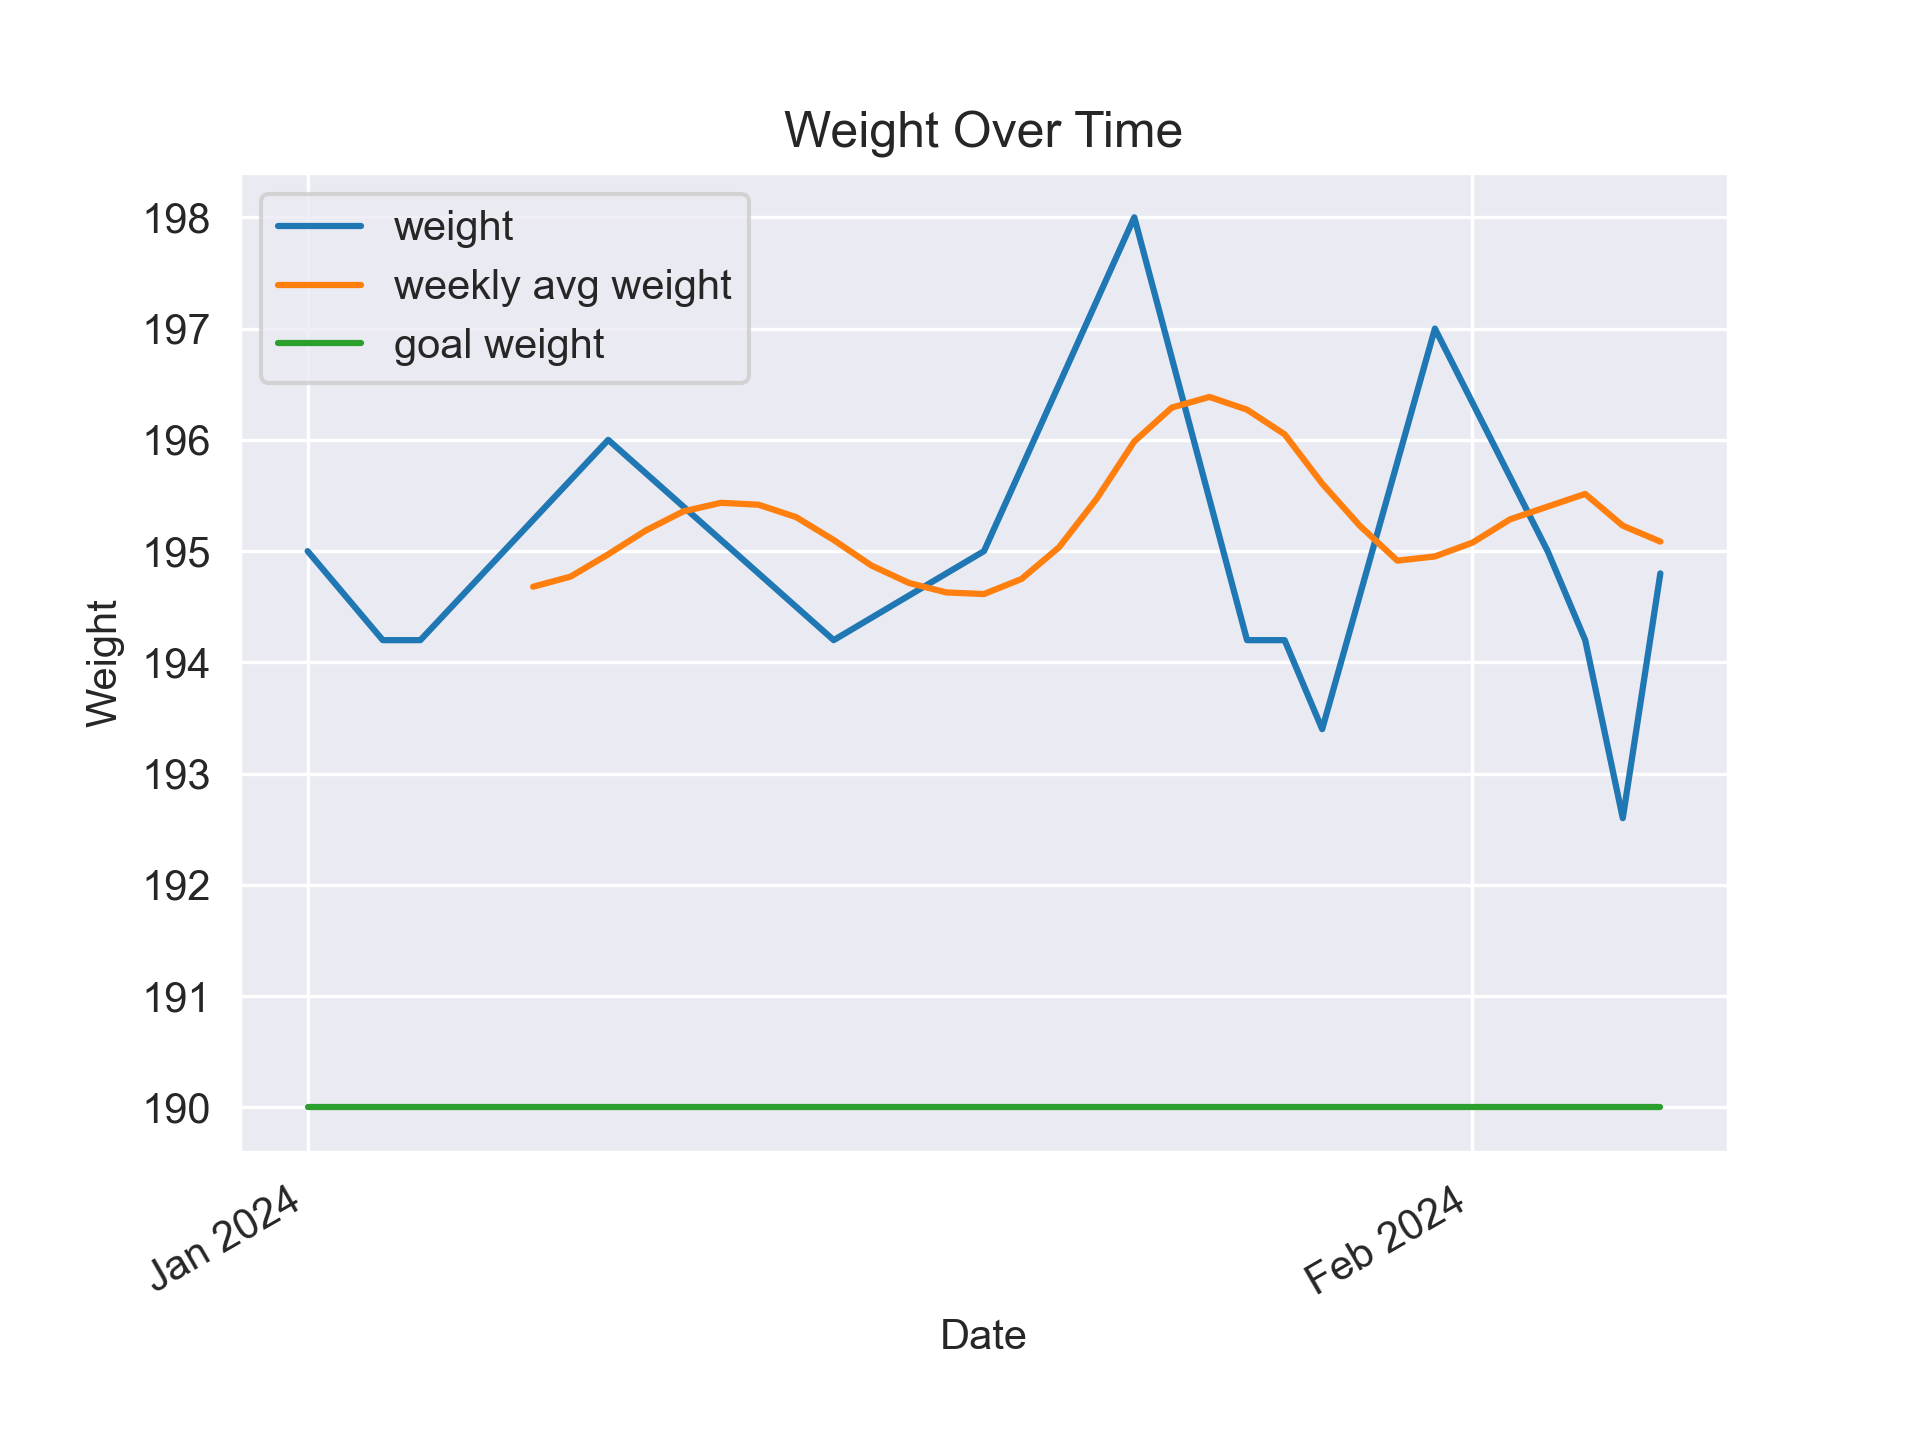 Weight Over Time
weight
weekly avg weight
goal weight
198
197
196
195
194
193
192
191
190
Weight
Jan 2024
Feb 2024
Date